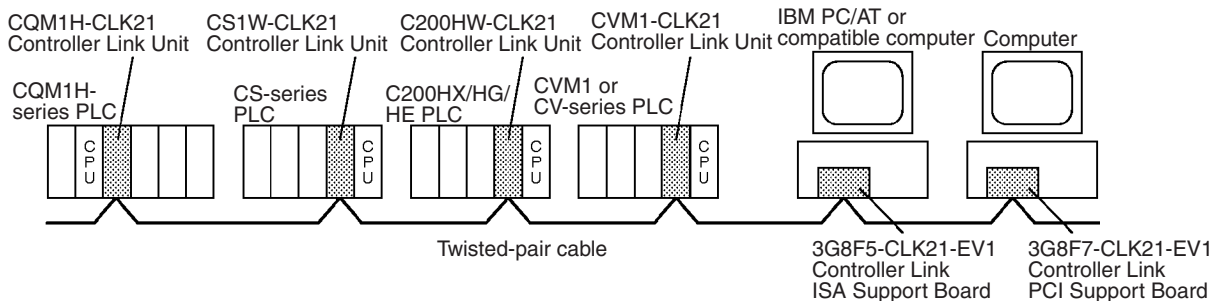 CQM1H-CLK21
Controller Link Unit
CS1W-CLK21
Controller Link Unit
C200HW-CLK21
Controller Link Unit
CVM1-CLK21
Controller Link Unit
IBM PC/AT or
compatible computer
Computer
CQM1H-
series PLC
CS-series
PLC
C200HX/HG/
HE PLC
CVM1 or
CV-series PLC
CPU
CPU
CPU
CPU
Twisted-pair cable
3G8F5-CLK21-EV1
Controller Link
ISA Support Board
3G8F7-CLK21-EV1
Controller Link
PCI Support Board